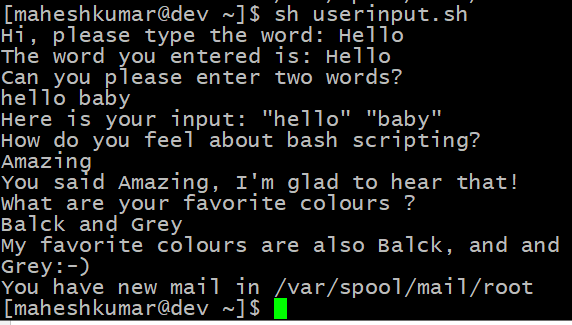 [maheshkumar@dev ~]$ sh userinput.sh
Hi, please type the word: Hello
The word you entered is: Hello
Can you please enter two words?
hello baby
Here is your input: "hello" "baby"
How do you feel about bash scripting?
Amazing
You said Amazing, I'm glad to hear that!
What are your favorite colours ?
Balck and Grey
My favorite colours are also Balck, and and
Grey:-)
You have new mail in /var/spool/mail/root
[maheshkumar@dev ~]$